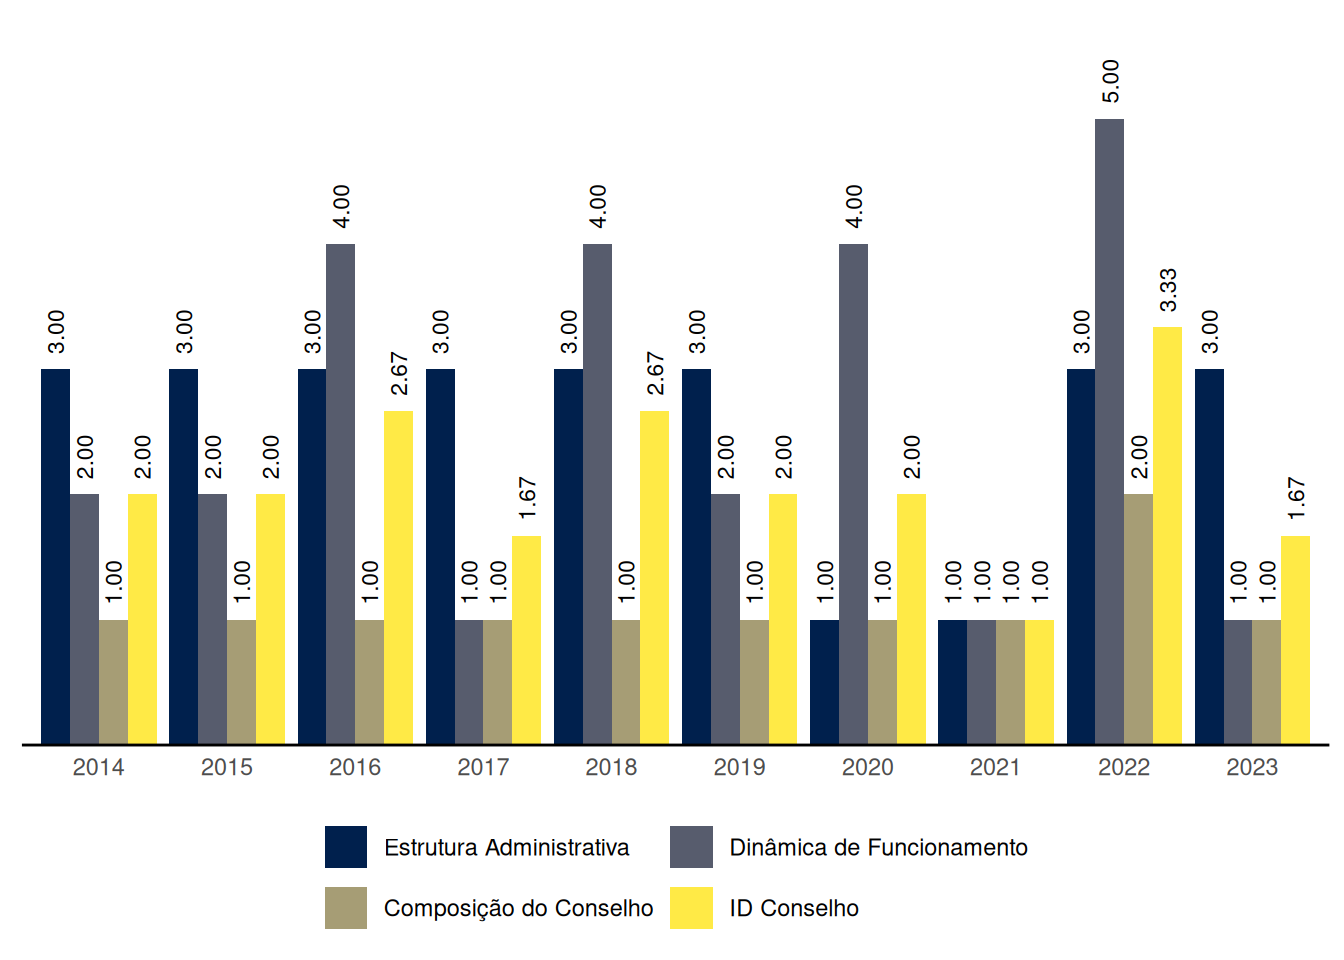 5.00
4.00 4.00 4.00
3.33
3.00 3.00 3.00 3.00 3.00 3.00 3.00 3.00
2.67 2.67
2.00 2.00 2.00 2.00 2.00 2.00 2.00 2.00
1.67 1.67
1.00 1.00 1.00 1.00 1.00 1.00 1.00 1.00 1.00 1.00 1.00 1.00 1.00 1.00 1.00
2014 2015 2016 2017 2018 2019 2020 2021 2022 2023
Estrutura Administrativa Dinâmica de Funcionamento
Composição do Conselho ID Conselho